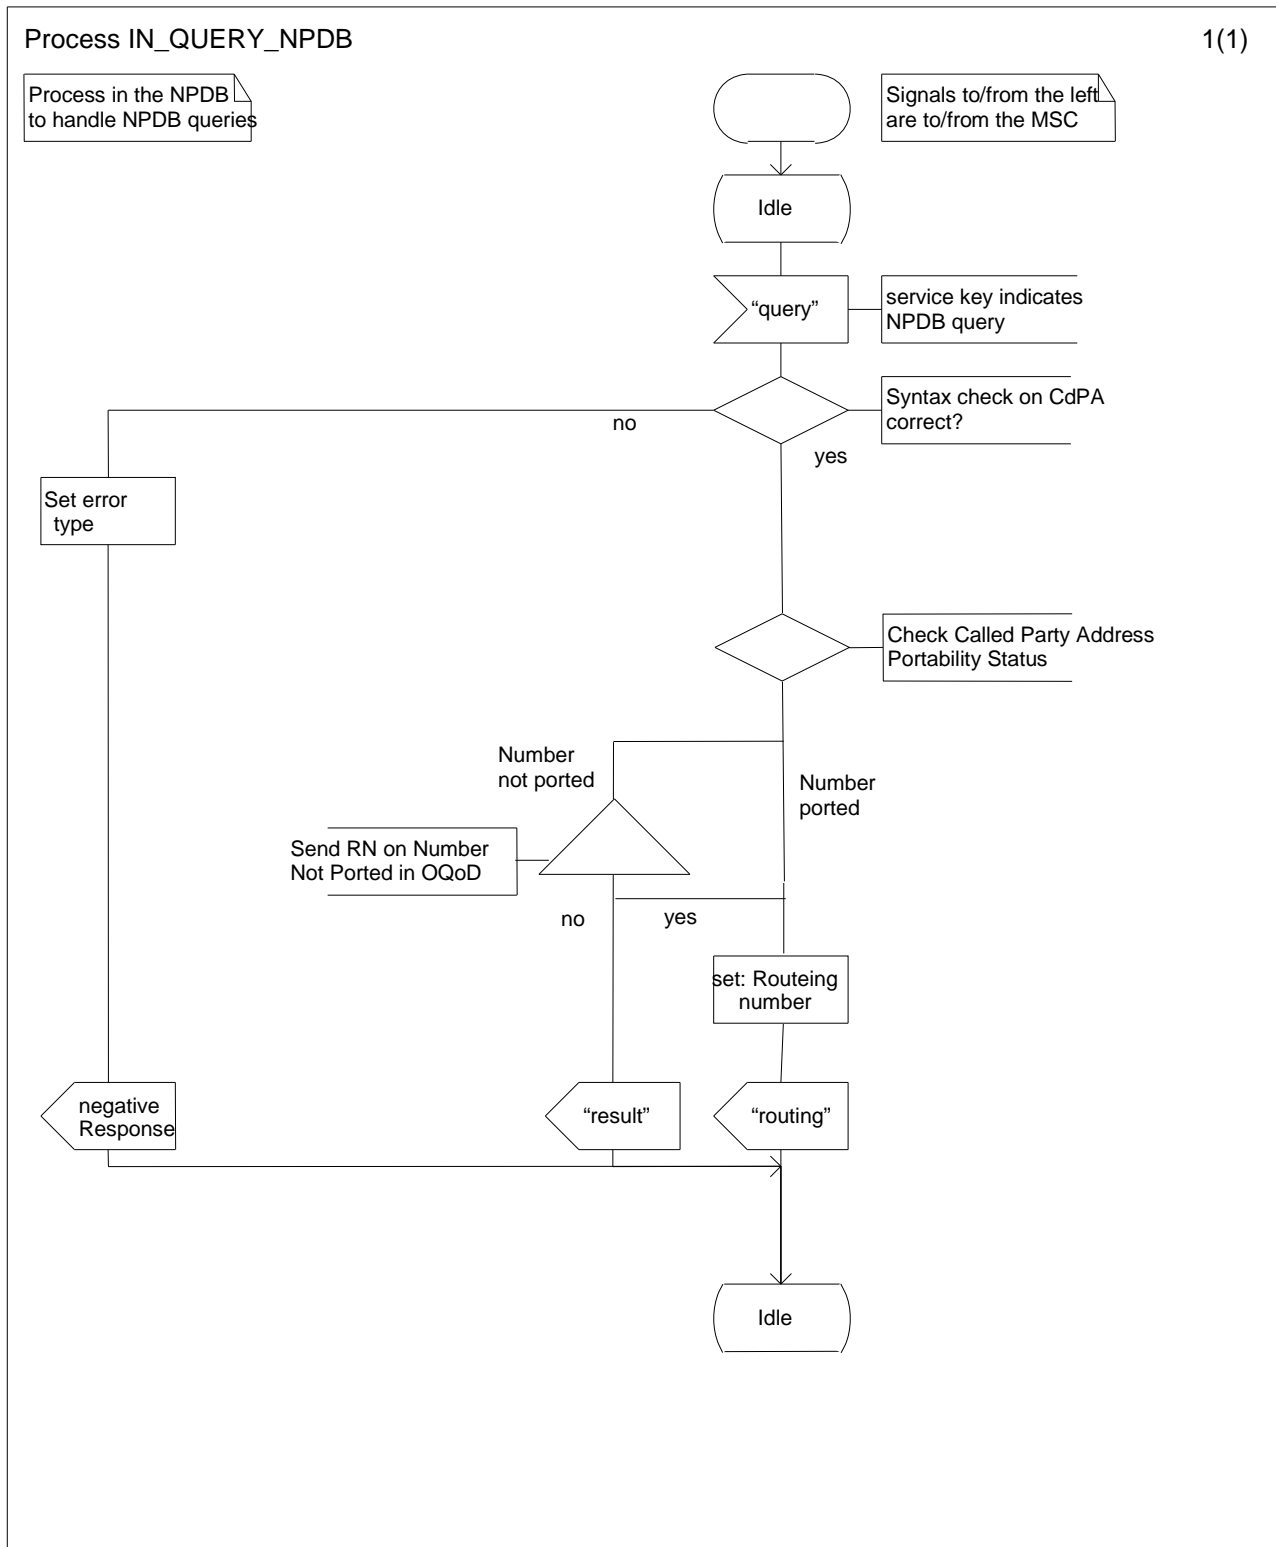 Process IN_QUERY_NPDB
1(1)
Process in the NPDB
to handle NPDB queries
Signals to/from the left
are to/from the MSC
Idle
“query”
service key indicates
NPDB query
Syntax check on CdPA
correct?
no
yes
Set error
type
Check Called Party Address
Portability Status
Number
not ported
Number
ported
Send RN on Number
Not Ported in OQoD
no
yes
set: Routeing
number
negative
Response
“result”
“routing”
Idle